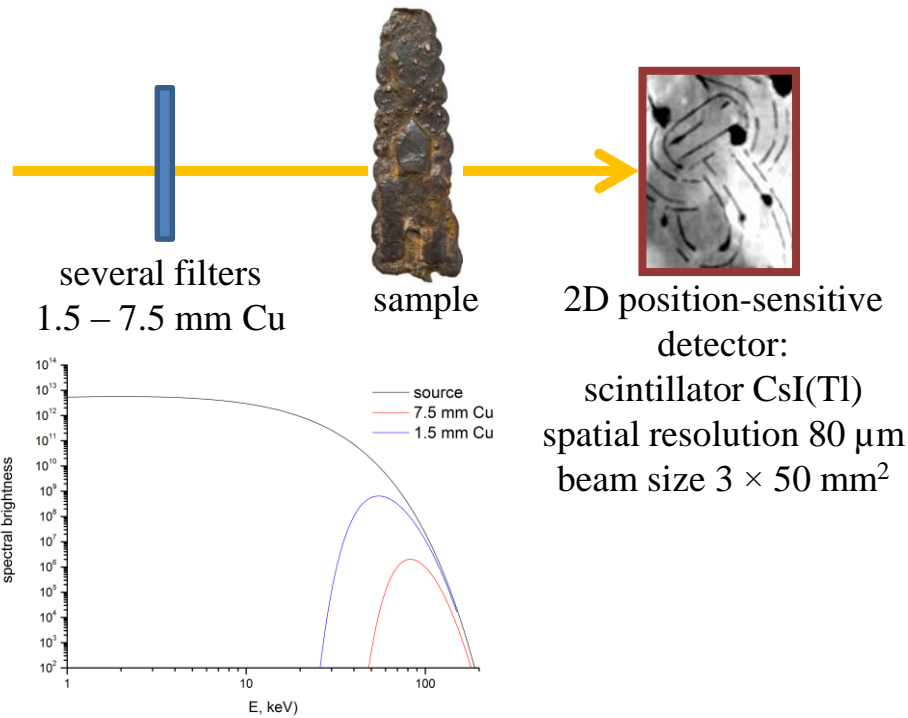 several filters
1.5 – 7.5 mm Cu
sample
2D position-sensitive
detector:
scintillator CsI(Tl)
spatial resolution 80 µm
beam size 3 × 50 mm²
10¹⁴
10¹³
10¹²
10¹¹
10¹⁰
10⁹
10⁸
10⁷
10⁶
10⁵
10⁴
10³
10²
spectral brightness
source
7.5 mm Cu
1.5 mm Cu
1
10
100
E, keV)